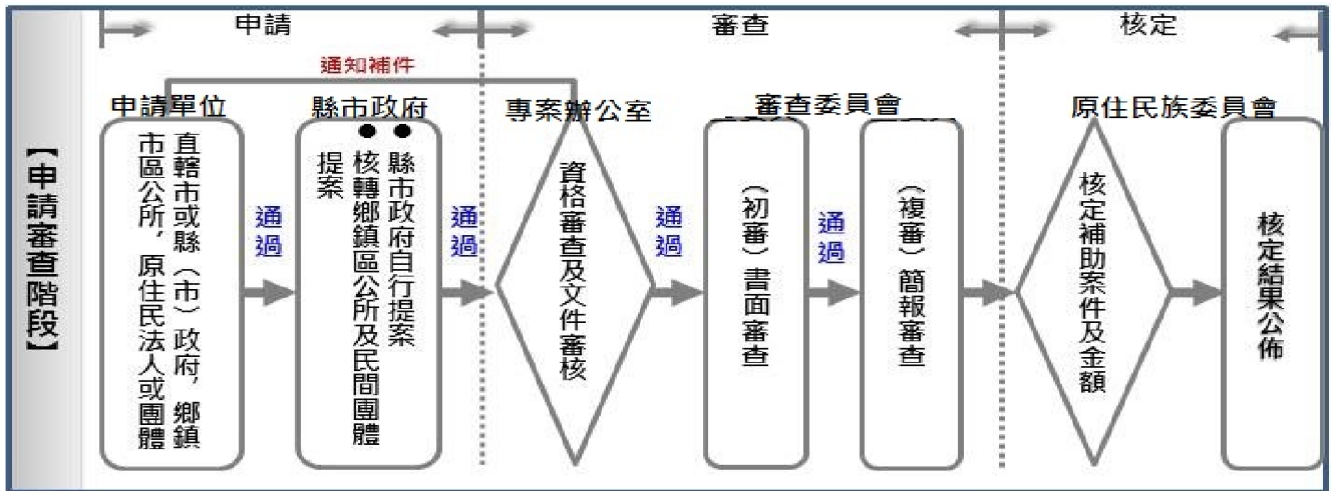 【申請審查階段】
申請
審查
核定
通知補件
申請單位
縣市政府
專案辦公室
審查委員會
原住民族委員會
直轄市或縣（市）政府，鄉鎮
市區公所，原住民法人或團體
通過
● 縣市政府自行提案
● 核轉鄉鎮區公所及民間團體
提案
通過
資格審查及文件審核
通過
（初審）書面審查
通過
（複審）簡報審查
核定補助案件及金額
核定結果公佈